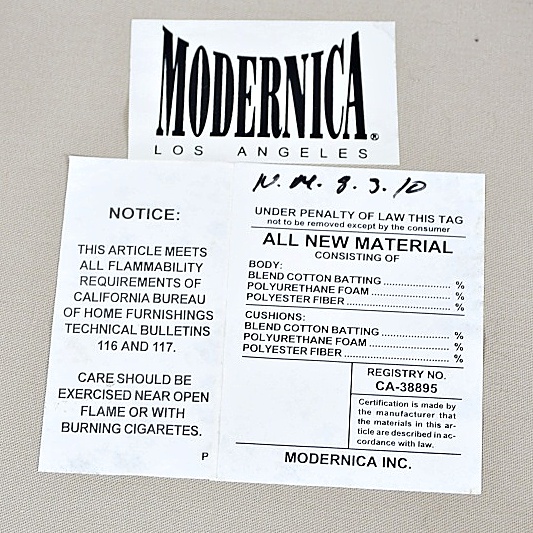 MODERNICA®
LOS ANGELES
NOTICE:
THIS ARTICLE MEETS
ALL FLAMMABILITY
REQUIREMENTS OF
CALIFORNIA BUREAU
OF HOME FURNISHINGS
TECHNICAL BULLETINS
116 AND 117.
CARE SHOULD BE
EXERCISED NEAR OPEN
FLAME OR WITH
BURNING CIGARETES.
P
N.M. 8.3.10
UNDER PENALTY OF LAW THIS TAG
not to be removed except by the consumer
ALL NEW MATERIAL
CONSISTING OF
BODY:
BLEND COTTON BATTING .................... %
POLYURETHANE FOAM ....................... %
POLYESTER FIBER .............................. %
CUSHIONS:
BLEND COTTON BATTING .................... %
POLYURETHANE FOAM ....................... %
POLYESTER FIBER .............................. %
REGISTRY NO.
CA-38895
Certification is made by
the manufacturer that
the materials in this ar-
ticle are described in ac-
cordance with law.
MODERNICA INC.